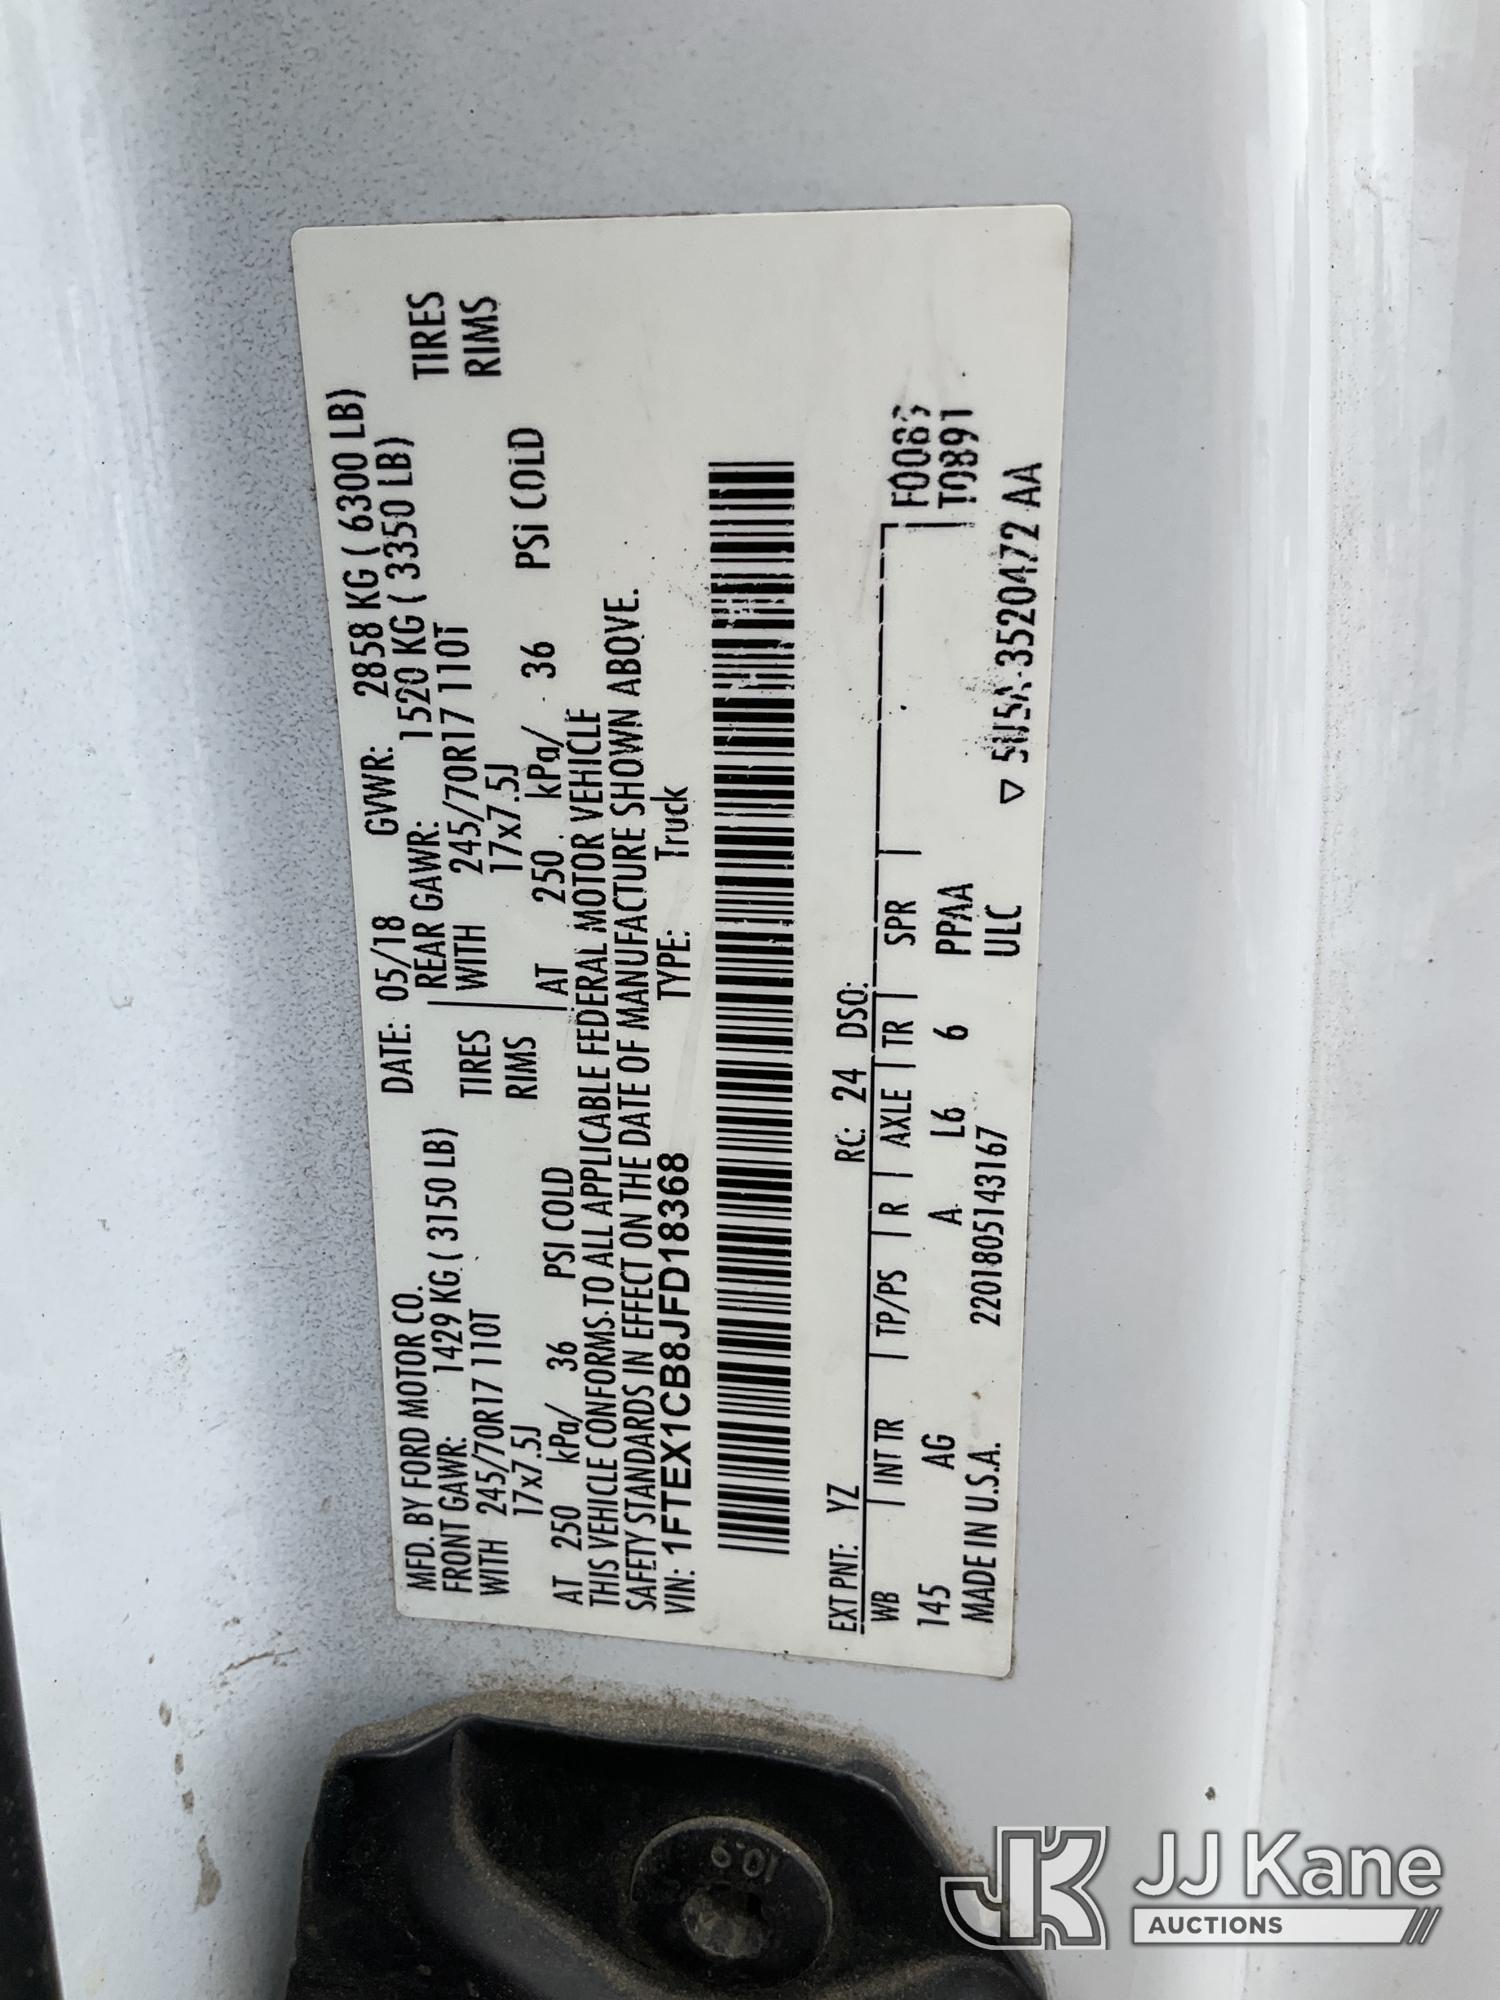 MFD. BY FORD MOTOR CO. DATE: 05/18 GVWR: 2858 KG ( 6300 LB)
FRONT GAWR: 1429 KG ( 3150 LB) REAR GAWR: 1520 KG ( 3350 LB)
WITH 245/70R17 110T TIRES WITH 245/70R17 110T TIRES
17x7.5J RIMS 17x7.5J RIMS
AT 250 kPa/ 36 PSI COLD AT 250 kPa/ 36 PSi COLD
THIS VEHICLE CONFORMS TO ALL APPLICABLE FEDERAL MOTOR VEHICLE
SAFETY STANDARDS IN EFFECT ON THE DATE OF MANUFACTURE SHOWN ABOVE.
VIN: 1FTEX1CB8JFD18368 TYPE: Truck
EXT PNT: YZ RC: 24 DSO:
WB INT TR TP/PS R AXLE TR SPR
145 AG A L6 6 PPAA T0891
MADE IN U.S.A. 2201805143167 ULC
▽ 3520472 AA
10.9
JJ Kane
AUCTIONS